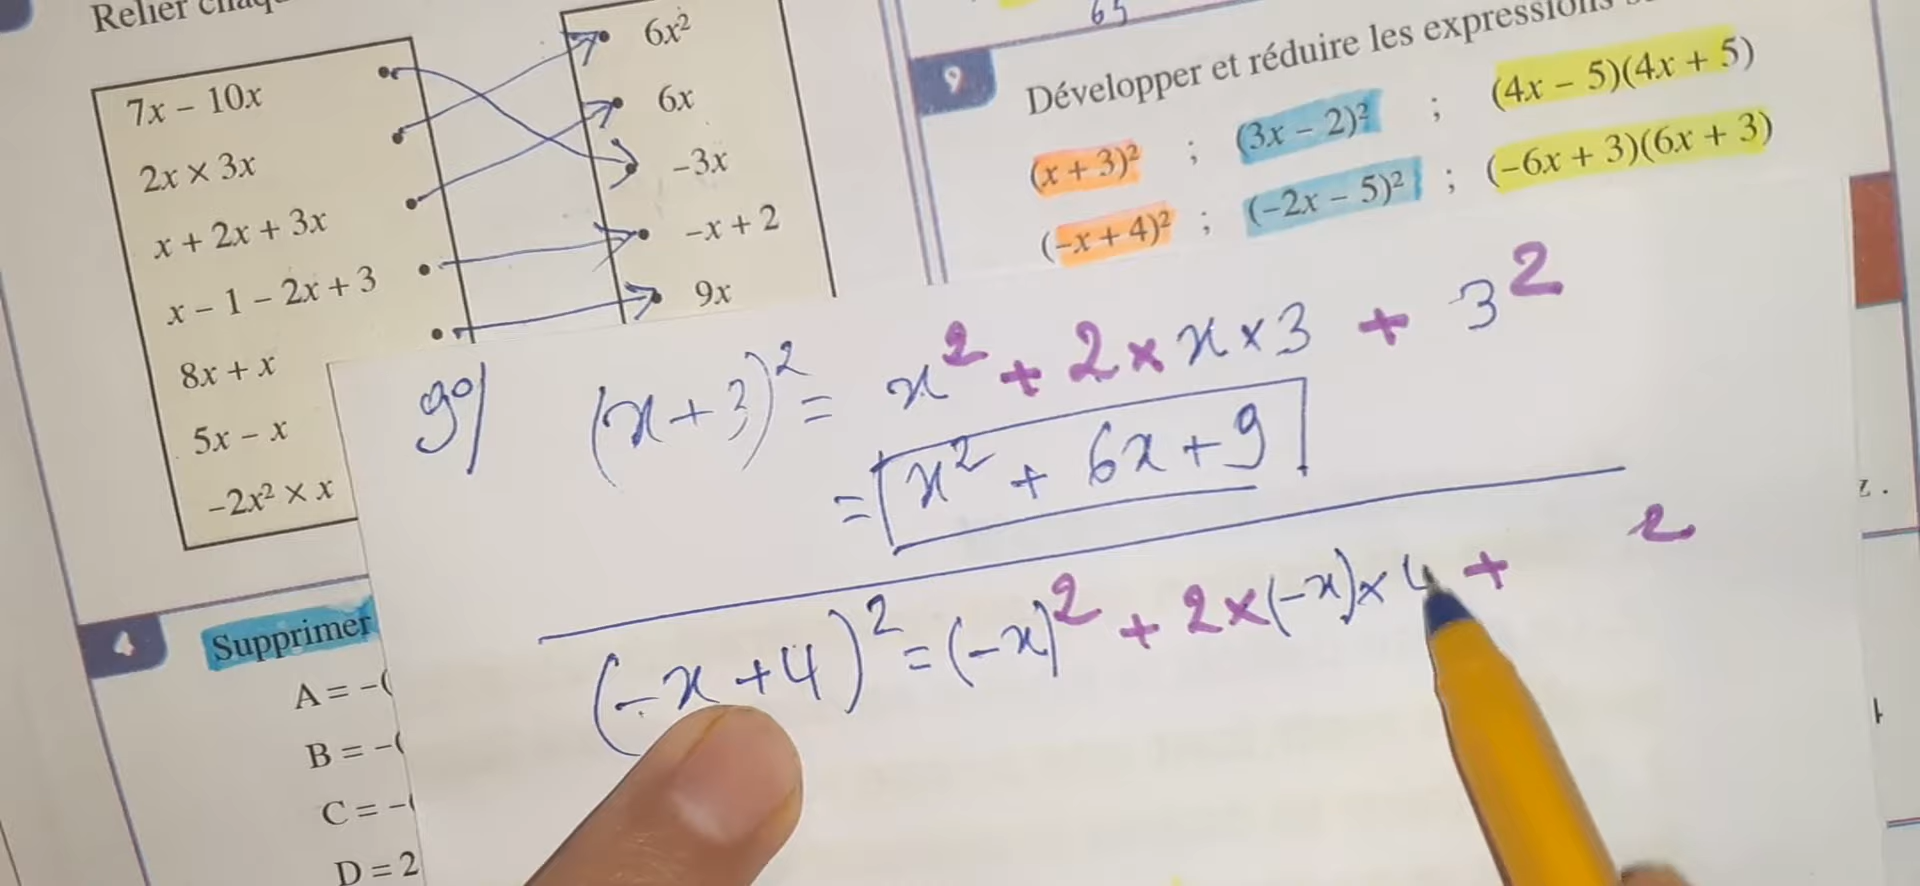 Relier
7x – 10x
2x × 3x
x + 2x + 3x
x – 1 – 2x + 3
8x + x
5x – x
–2x² × x
6x²
6x
–3x
–x + 2
9x
4 Supprimer
A = –(
B = –(
C = –(
D = 2
65
9 Développer et réduire les expressions
(x + 3)² ; (3x – 2)² ; (4x – 5)(4x + 5)
(–x + 4)² ; (–2x – 5)² ; (–6x + 3)(6x + 3)
9°/ (x+3)² = x² + 2 × x × 3 + 3²
= x² + 6x + 9
(-x+4)² = (-x)² + 2×(-x)×4 + ²
z.